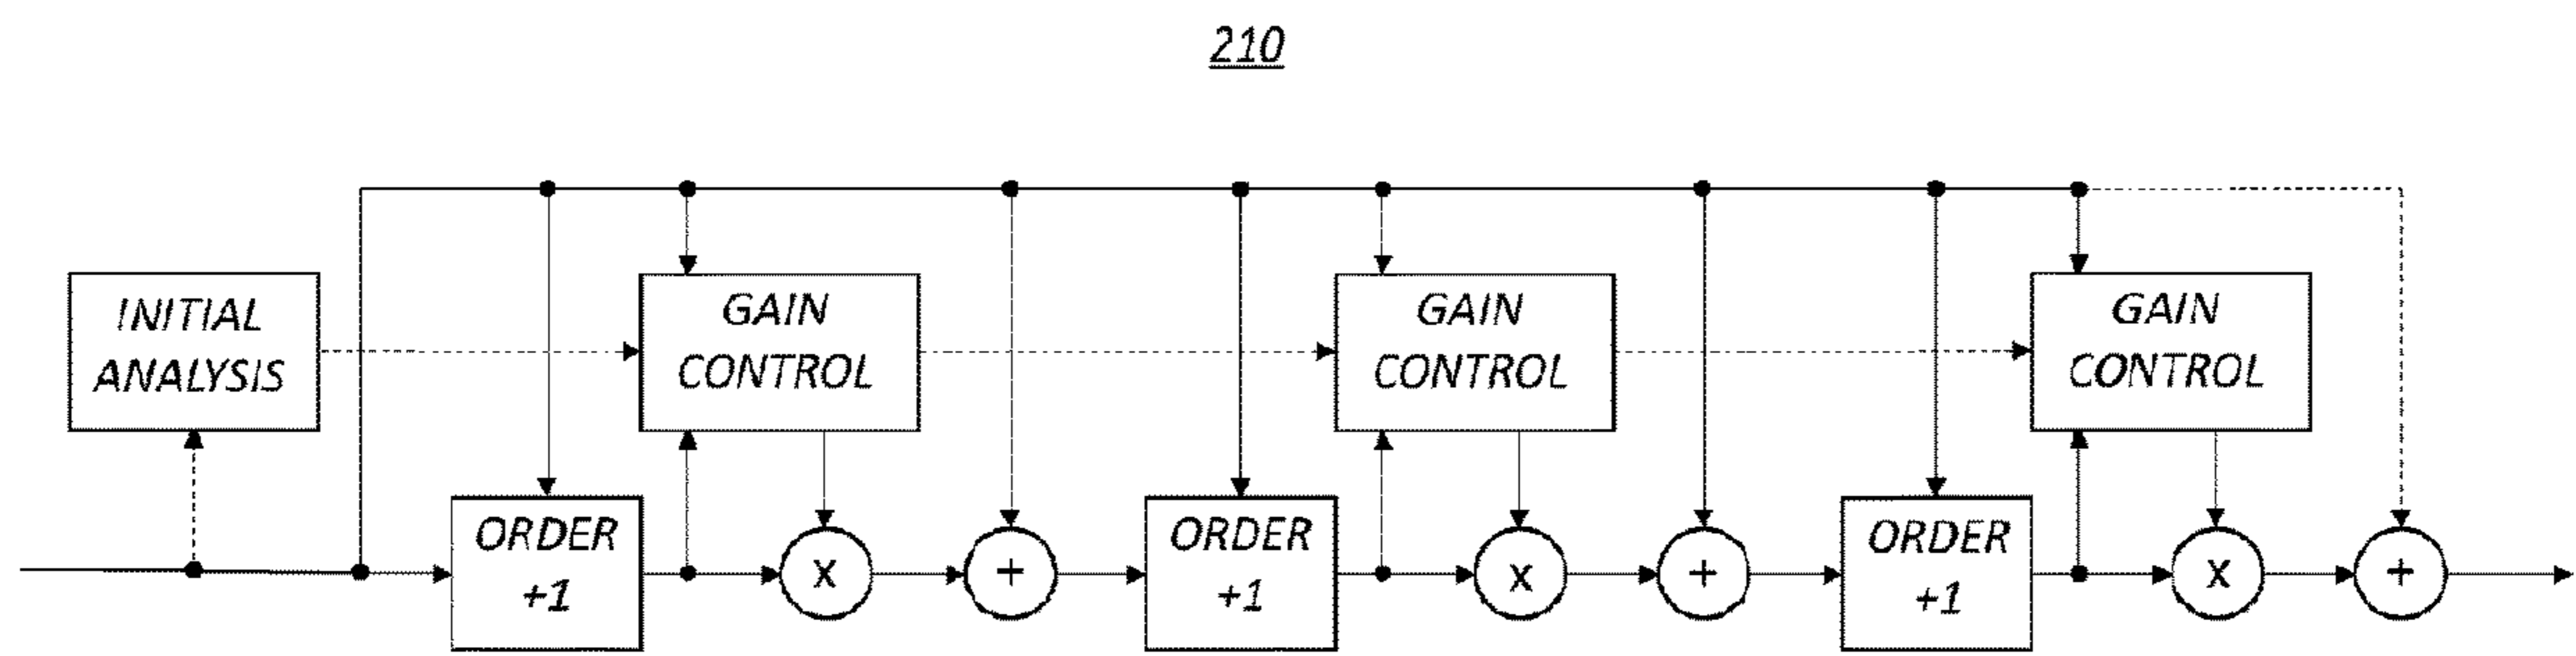 210
INITIAL
ANALYSIS
GAIN
CONTROL
GAIN
CONTROL
GAIN
CONTROL
ORDER
+1
x
+
ORDER
+1
x
+
ORDER
+1
x
+